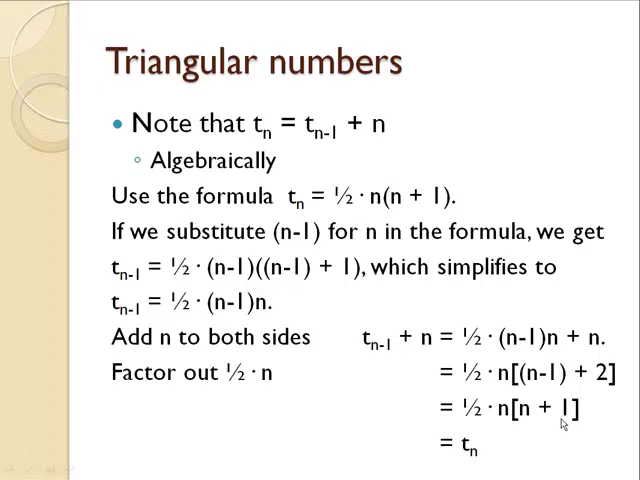 Triangular numbers
• Note that tₙ = tₙ₋₁ + n
◦ Algebraically
Use the formula tₙ = ½ · n(n + 1).
If we substitute (n-1) for n in the formula, we get
tₙ₋₁ = ½ · (n-1)((n-1) + 1), which simplifies to
tₙ₋₁ = ½ · (n-1)n.
Add n to both sides tₙ₋₁ + n = ½ · (n-1)n + n.
Factor out ½ · n = ½ · n[(n-1) + 2]
= ½ · n[n + 1]
= tₙ